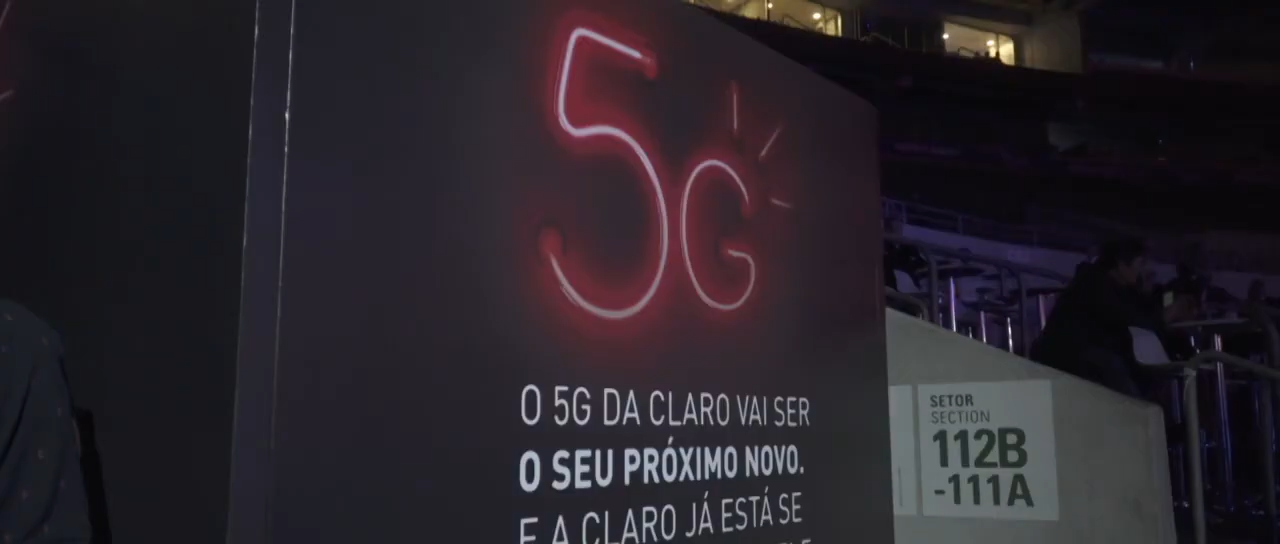 5G
O 5G DA CLARO VAI SER
O SEU PRÓXIMO NOVO.
E A CLARO JÁ ESTÁ SE
SETOR
SECTION
112B
-111A